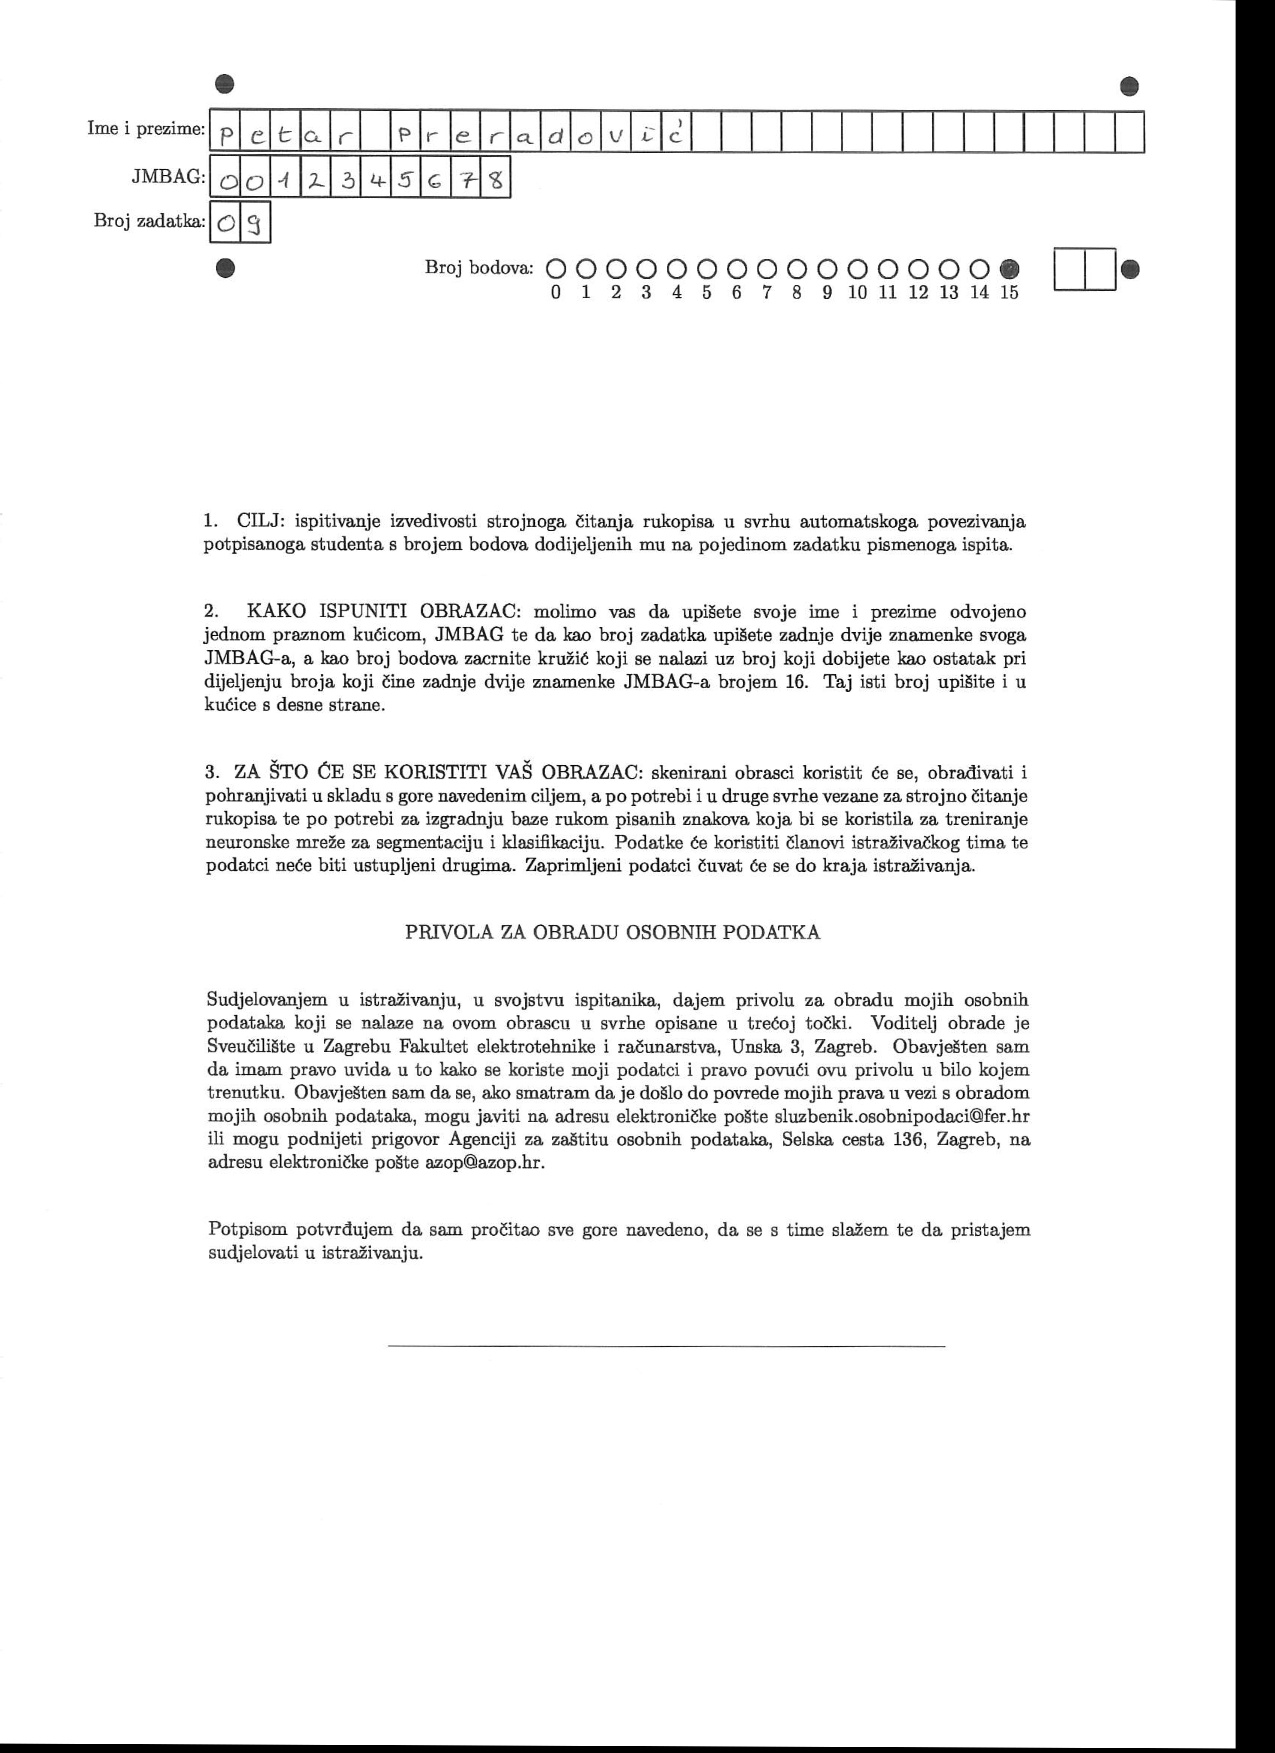 Ime i prezime: petar preradović
JMBAG: 0012345678
Broj zadatka: 09
Broj bodova:
0 1 2 3 4 5 6 7 8 9 10 11 12 13 14 15
1. CILJ: ispitivanje izvedivosti strojnoga čitanja rukopisa u svrhu automatskoga povezivanja
potpisanoga studenta s brojem bodova dodijeljenih mu na pojedinom zadatku pismenoga ispita.
2. KAKO ISPUNITI OBRAZAC: molimo vas da upišete svoje ime i prezime odvojeno
jednom praznom kućicom, JMBAG te da kao broj zadatka upišete zadnje dvije znamenke svoga
JMBAG-a, a kao broj bodova zacrnite kružić koji se nalazi uz broj koji dobijete kao ostatak pri
dijeljenju broja koji čine zadnje dvije znamenke JMBAG-a brojem 16. Taj isti broj upišite i u
kućice s desne strane.
3. ZA ŠTO ĆE SE KORISTITI VAŠ OBRAZAC: skenirani obrasci koristit će se, obrađivati i
pohranjivati u skladu s gore navedenim ciljem, a po potrebi i u druge svrhe vezane za strojno čitanje
rukopisa te po potrebi za izgradnju baze rukom pisanih znakova koja bi se koristila za treniranje
neuronske mreže za segmentaciju i klasifikaciju. Podatke će koristiti članovi istraživačkog tima te
podatci neće biti ustupljeni drugima. Zaprimljeni podatci čuvat će se do kraja istraživanja.
PRIVOLA ZA OBRADU OSOBNIH PODATKA
Sudjelovanjem u istraživanju, u svojstvu ispitanika, dajem privolu za obradu mojih osobnih
podataka koji se nalaze na ovom obrascu u svrhe opisane u trećoj točki. Voditelj obrade je
Sveučilište u Zagrebu Fakultet elektrotehnike i računarstva, Unska 3, Zagreb. Obavješten sam
da imam pravo uvida u to kako se koriste moji podatci i pravo povući ovu privolu u bilo kojem
trenutku. Obavješten sam da se, ako smatram da je došlo do povrede mojih prava u vezi s obradom
mojih osobnih podataka, mogu javiti na adresu elektroničke pošte sluzbenik.osobnipodaci@fer.hr
ili mogu podnijeti prigovor Agenciji za zaštitu osobnih podataka, Selska cesta 136, Zagreb, na
adresu elektroničke pošte azop@azop.hr.
Potpisom potvrđujem da sam pročitao sve gore navedeno, da se s time slažem te da pristajem
sudjelovati u istraživanju.